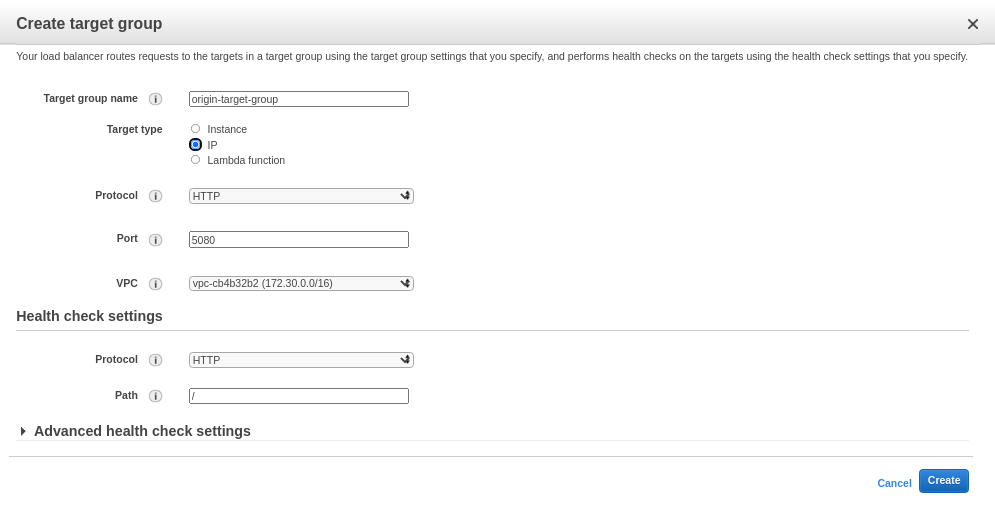 Create target group
Your load balancer routes requests to the targets in a target group using the target group settings that you specify, and performs health checks on the targets using the health check settings that you specify.
Target group name i origin-target-group
Target type Instance
IP
Lambda function
Protocol i HTTP
Port i 5080
VPC i vpc-cb4b32b2 (172.30.0.0/16)
Health check settings
Protocol i HTTP
Path i /
Advanced health check settings
Cancel Create